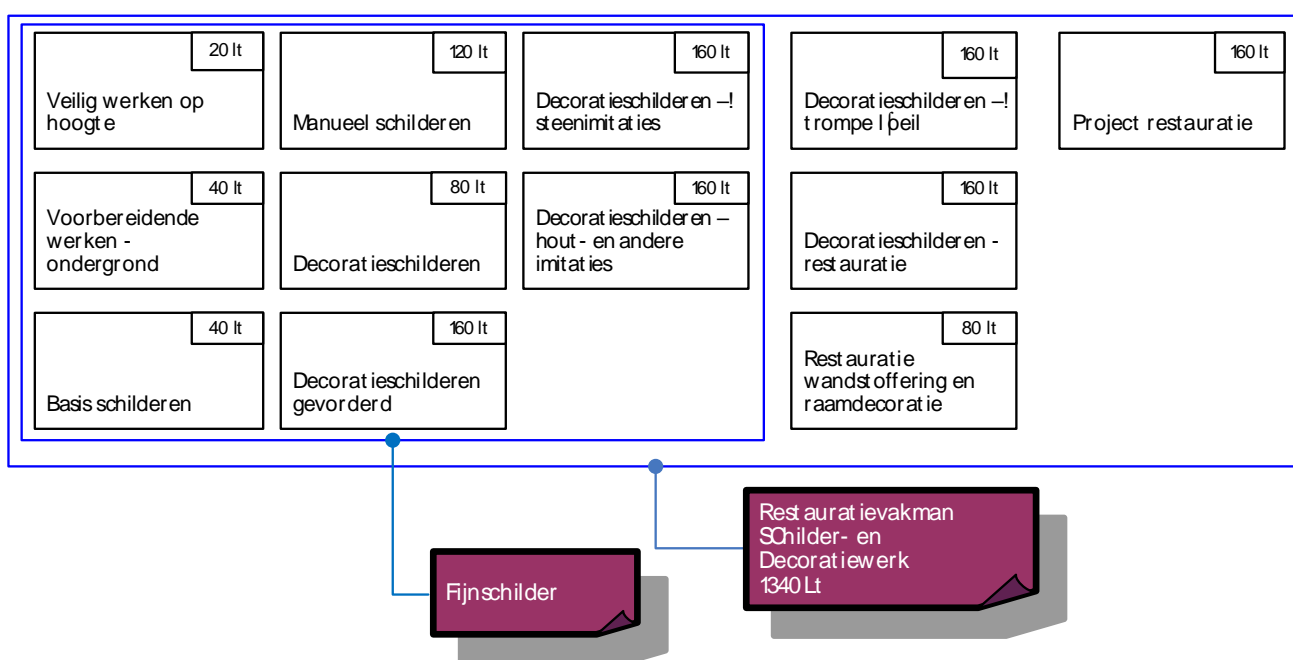 20 lt
Veilig werken op
hoogte
120 lt
Manueel schilderen
160 lt
Decoratieschilderen –!
steenimitaties
160 lt
Decoratieschilderen –!
trompe l’peil
160 lt
Project restauratie
40 lt
Voorbereidende
werken -
ondergrond
80 lt
Decoratieschilderen
160 lt
Decoratieschilderen –
hout- en andere
imitaties
160 lt
Decoratieschilderen -
restauratie
40 lt
Basis schilderen
160 lt
Decoratieschilderen
gevorderd
80 lt
Restauratie
wandstoffering en
raamdecoratie
Fijnschilder
Restauratievakman
SChilder- en
Decoratiewerk
1340 Lt